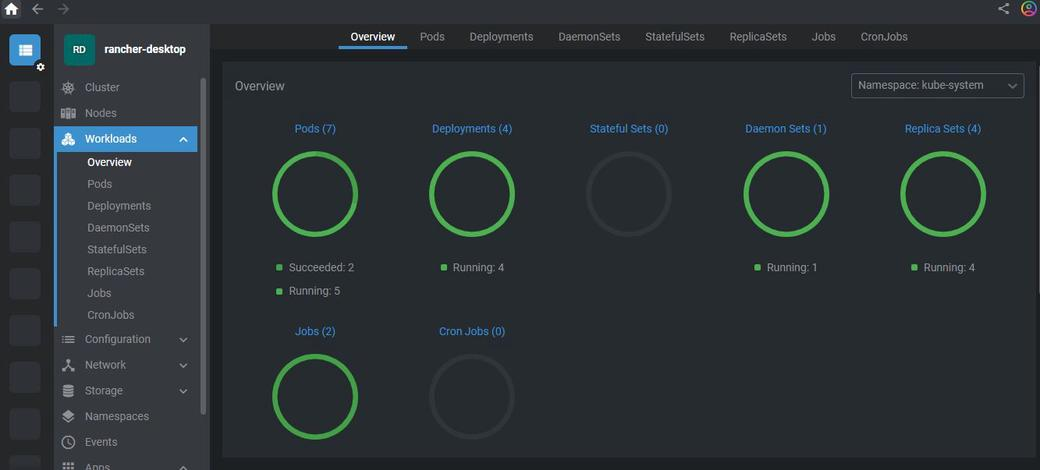 Overview Pods Deployments DaemonSets StatefulSets ReplicaSets Jobs CronJobs
RD rancher-desktop
Cluster
Nodes
Workloads
Overview
Pods
Deployments
DaemonSets
StatefulSets
ReplicaSets
Jobs
CronJobs
Configuration
Network
Storage
Namespaces
Events
Apps
Overview
Namespace: kube-system
Pods (7)
Succeeded: 2
Running: 5
Deployments (4)
Running: 4
Stateful Sets (0)
Daemon Sets (1)
Running: 1
Replica Sets (4)
Running: 4
Jobs (2)
Cron Jobs (0)